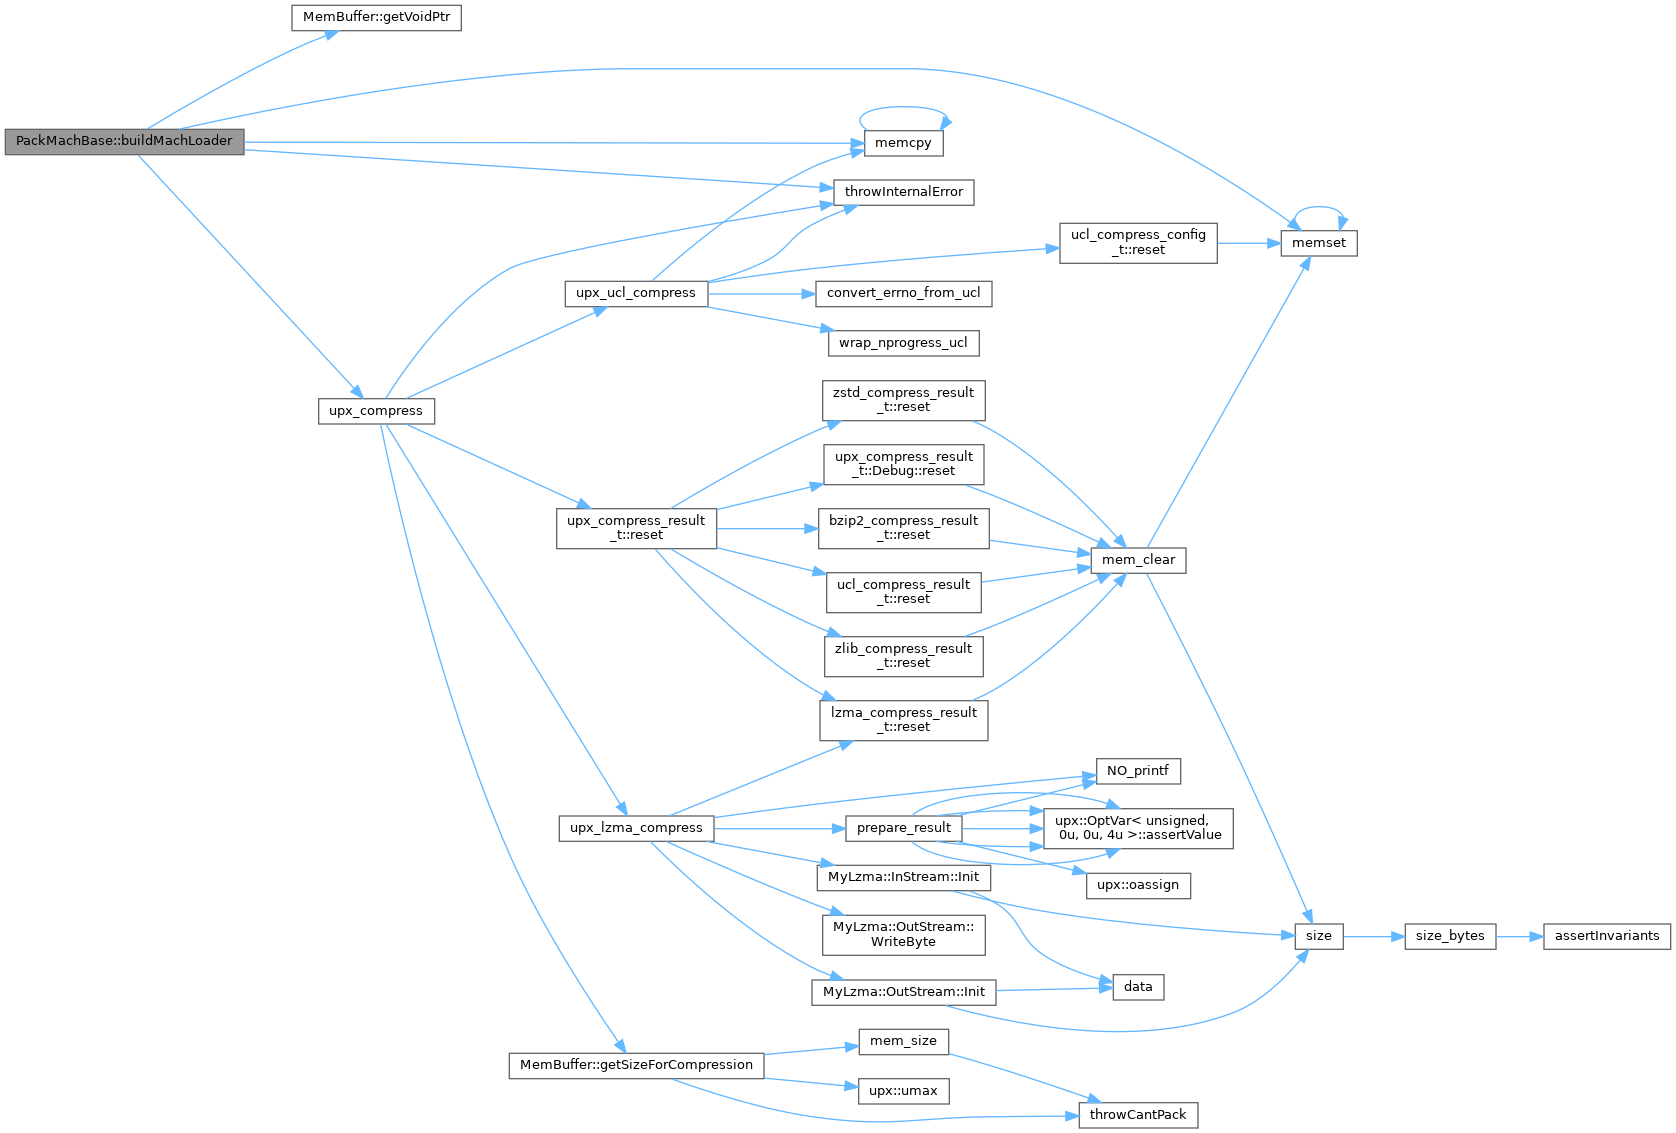 MemBuffer::getVoidPtr
PackMachBase::buildMachLoader
memcpy
throwInternalError
ucl_compress_config
_t::reset
memset
upx_ucl_compress
convert_errno_from_ucl
wrap_nprogress_ucl
upx_compress
zstd_compress_result
_t::reset
upx_compress_result
_t::Debug::reset
upx_compress_result
_t::reset
bzip2_compress_result
_t::reset
mem_clear
ucl_compress_result
_t::reset
zlib_compress_result
_t::reset
lzma_compress_result
_t::reset
NO_printf
upx_lzma_compress
prepare_result
upx::OptVar< unsigned,
0u, 0u, 4u >::assertValue
MyLzma::InStream::Init
upx::oassign
MyLzma::OutStream::
WriteByte
size
size_bytes
assertInvariants
MyLzma::OutStream::Init
data
MemBuffer::getSizeForCompression
mem_size
upx::umax
throwCantPack